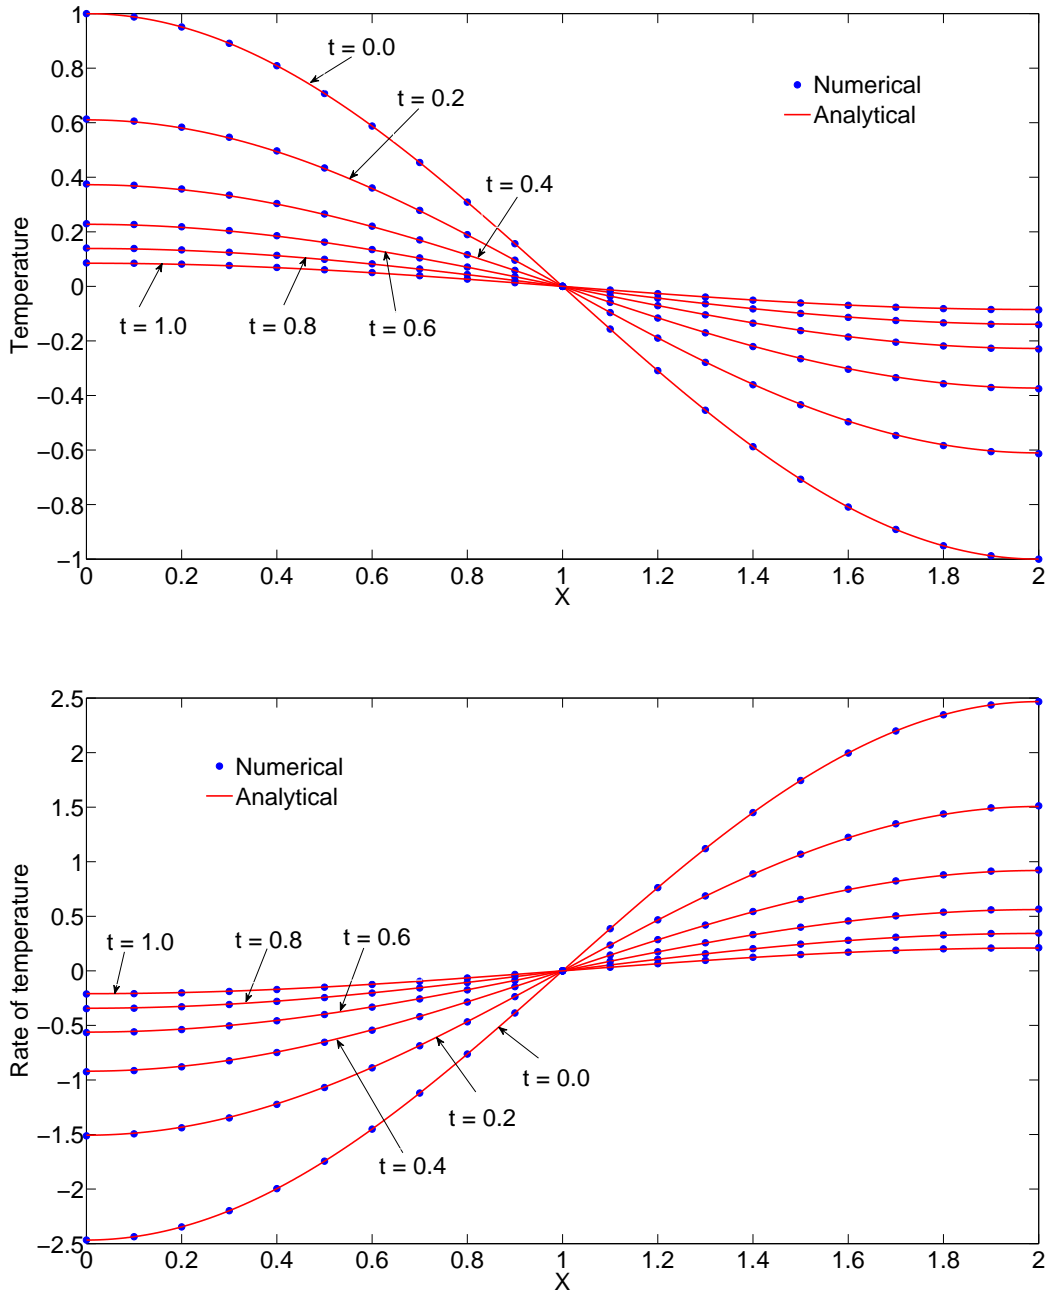 1
t = 0.0
0.8
Numerical
t = 0.2
Analytical
0.6
0.4
t = 0.4
0.2
0
t = 1.0
t = 0.8
t = 0.6
Temperature
−0.2
−0.4
−0.6
−0.8
−1
0 0.2 0.4 0.6 0.8 1 1.2 1.4 1.6 1.8 2
X
2.5
2
Numerical
Analytical
1.5
1
0.5
t = 1.0
t = 0.8
t = 0.6
0
Rate of temperature
−0.5
−1
t = 0.0
t = 0.2
−1.5
t = 0.4
−2
−2.5
0 0.2 0.4 0.6 0.8 1 1.2 1.4 1.6 1.8 2
X